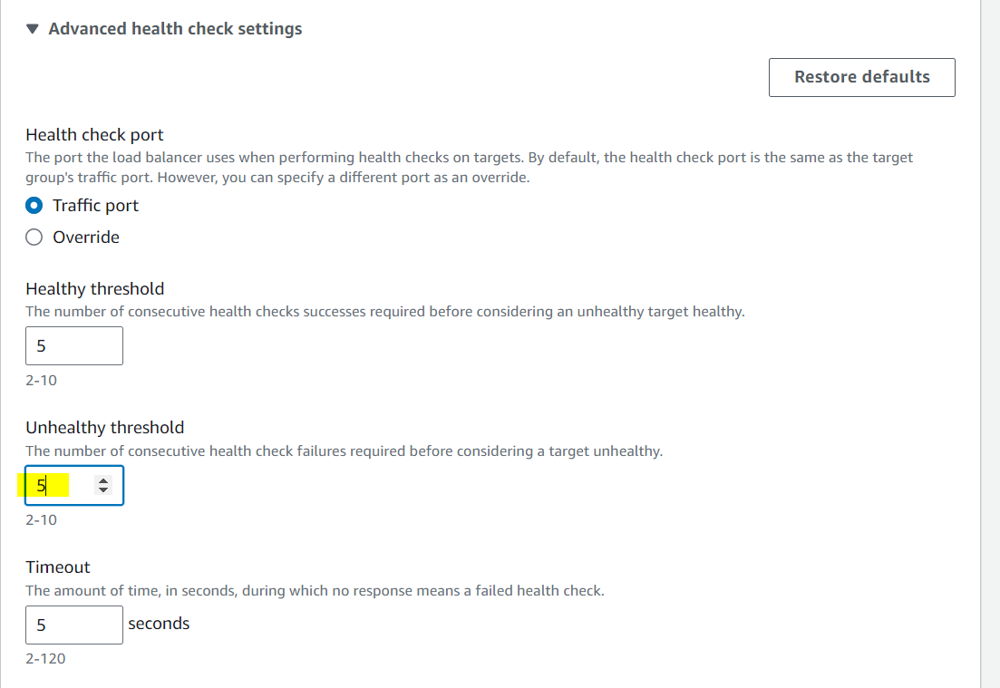 Advanced health check settings
Restore defaults
Health check port
The port the load balancer uses when performing health checks on targets. By default, the health check port is the same as the target
group's traffic port. However, you can specify a different port as an override.
Traffic port
Override
Healthy threshold
The number of consecutive health checks successes required before considering an unhealthy target healthy.
5
2-10
Unhealthy threshold
The number of consecutive health check failures required before considering a target unhealthy.
5
2-10
Timeout
The amount of time, in seconds, during which no response means a failed health check.
5 seconds
2-120